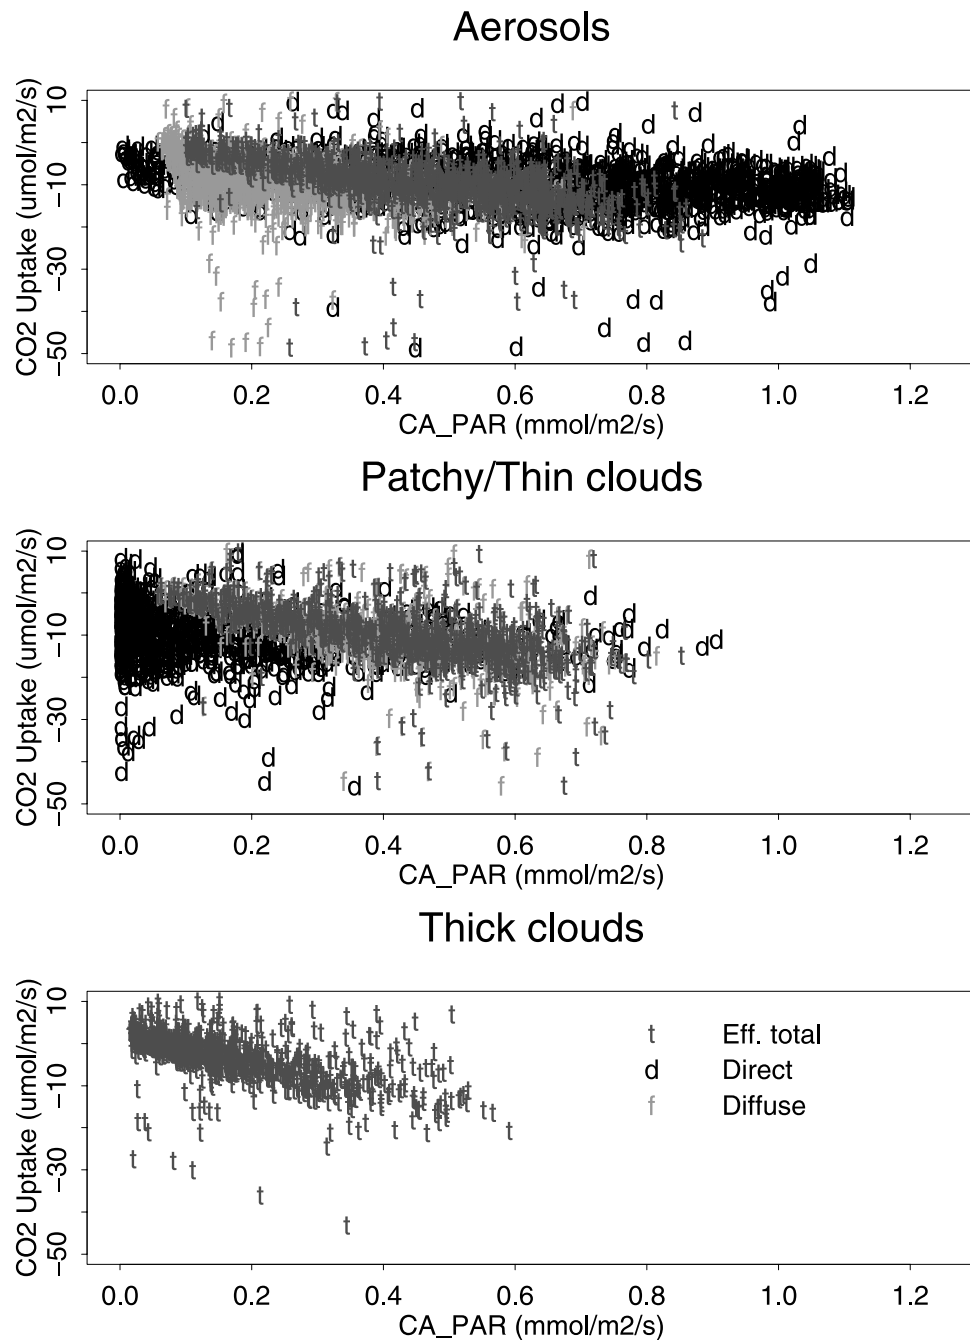 Aerosols
CO2 Uptake (umol/m2/s)
10
−10
−30
−50
0.0 0.2 0.4 0.6 0.8 1.0 1.2
CA_PAR (mmol/m2/s)
Patchy/Thin clouds
CO2 Uptake (umol/m2/s)
10
−10
−30
−50
0.0 0.2 0.4 0.6 0.8 1.0 1.2
CA_PAR (mmol/m2/s)
Thick clouds
CO2 Uptake (umol/m2/s)
10
−10
−30
−50
t Eff. total
d Direct
f Diffuse
0.0 0.2 0.4 0.6 0.8 1.0 1.2
CA_PAR (mmol/m2/s)